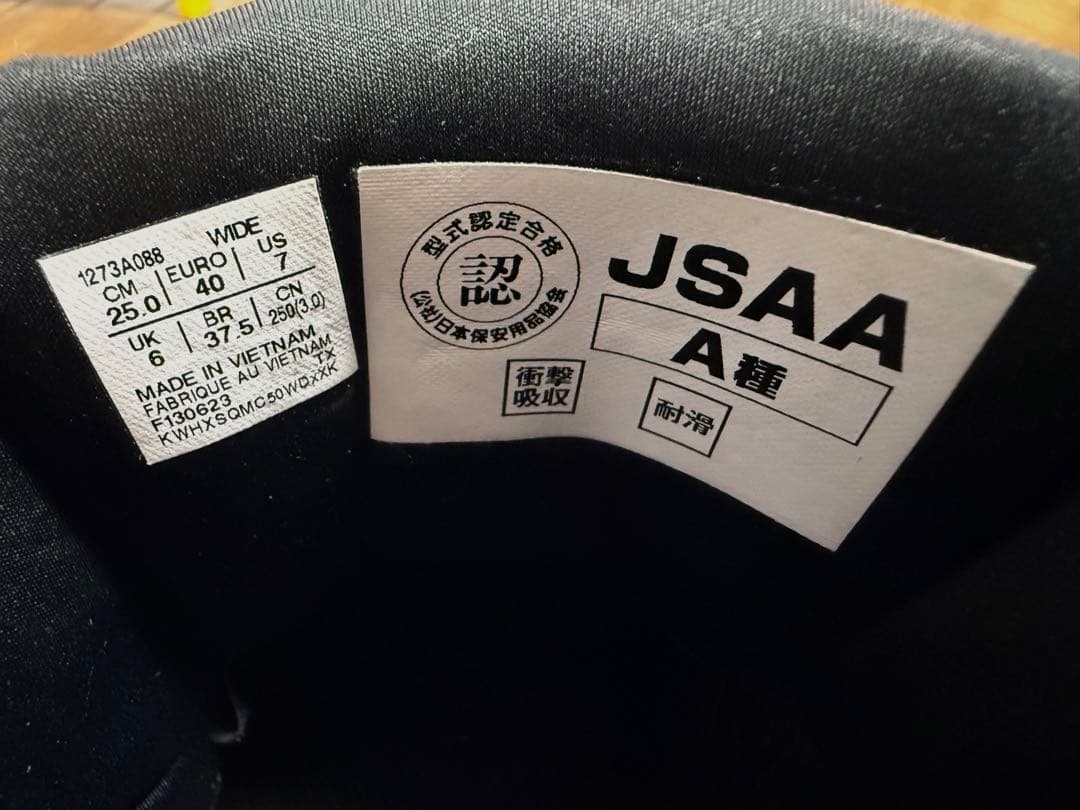 1273A088
WIDE
CM
25.0
EURO
40
US
7
UK
6
BR
37.5
CN
250(3.0)
MADE IN VIETNAM
FABRIQUE AU VIETNAM
F130623
TX
KWHXSQMC50WDXXK
型式認定合格
認
(公社)日本保安用品協会
JSAA
A種
衝撃
吸収
耐滑